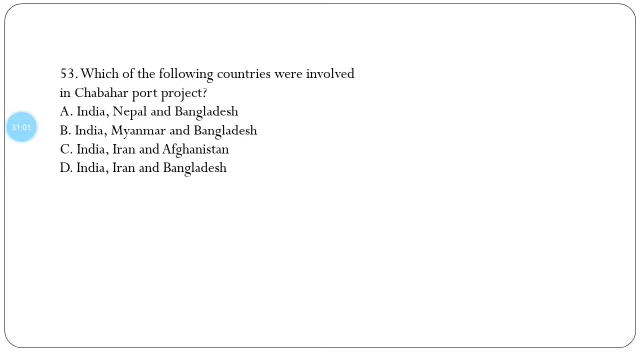 53. Which of the following countries were involved
in Chabahar port project?
A. India, Nepal and Bangladesh
B. India, Myanmar and Bangladesh
C. India, Iran and Afghanistan
D. India, Iran and Bangladesh